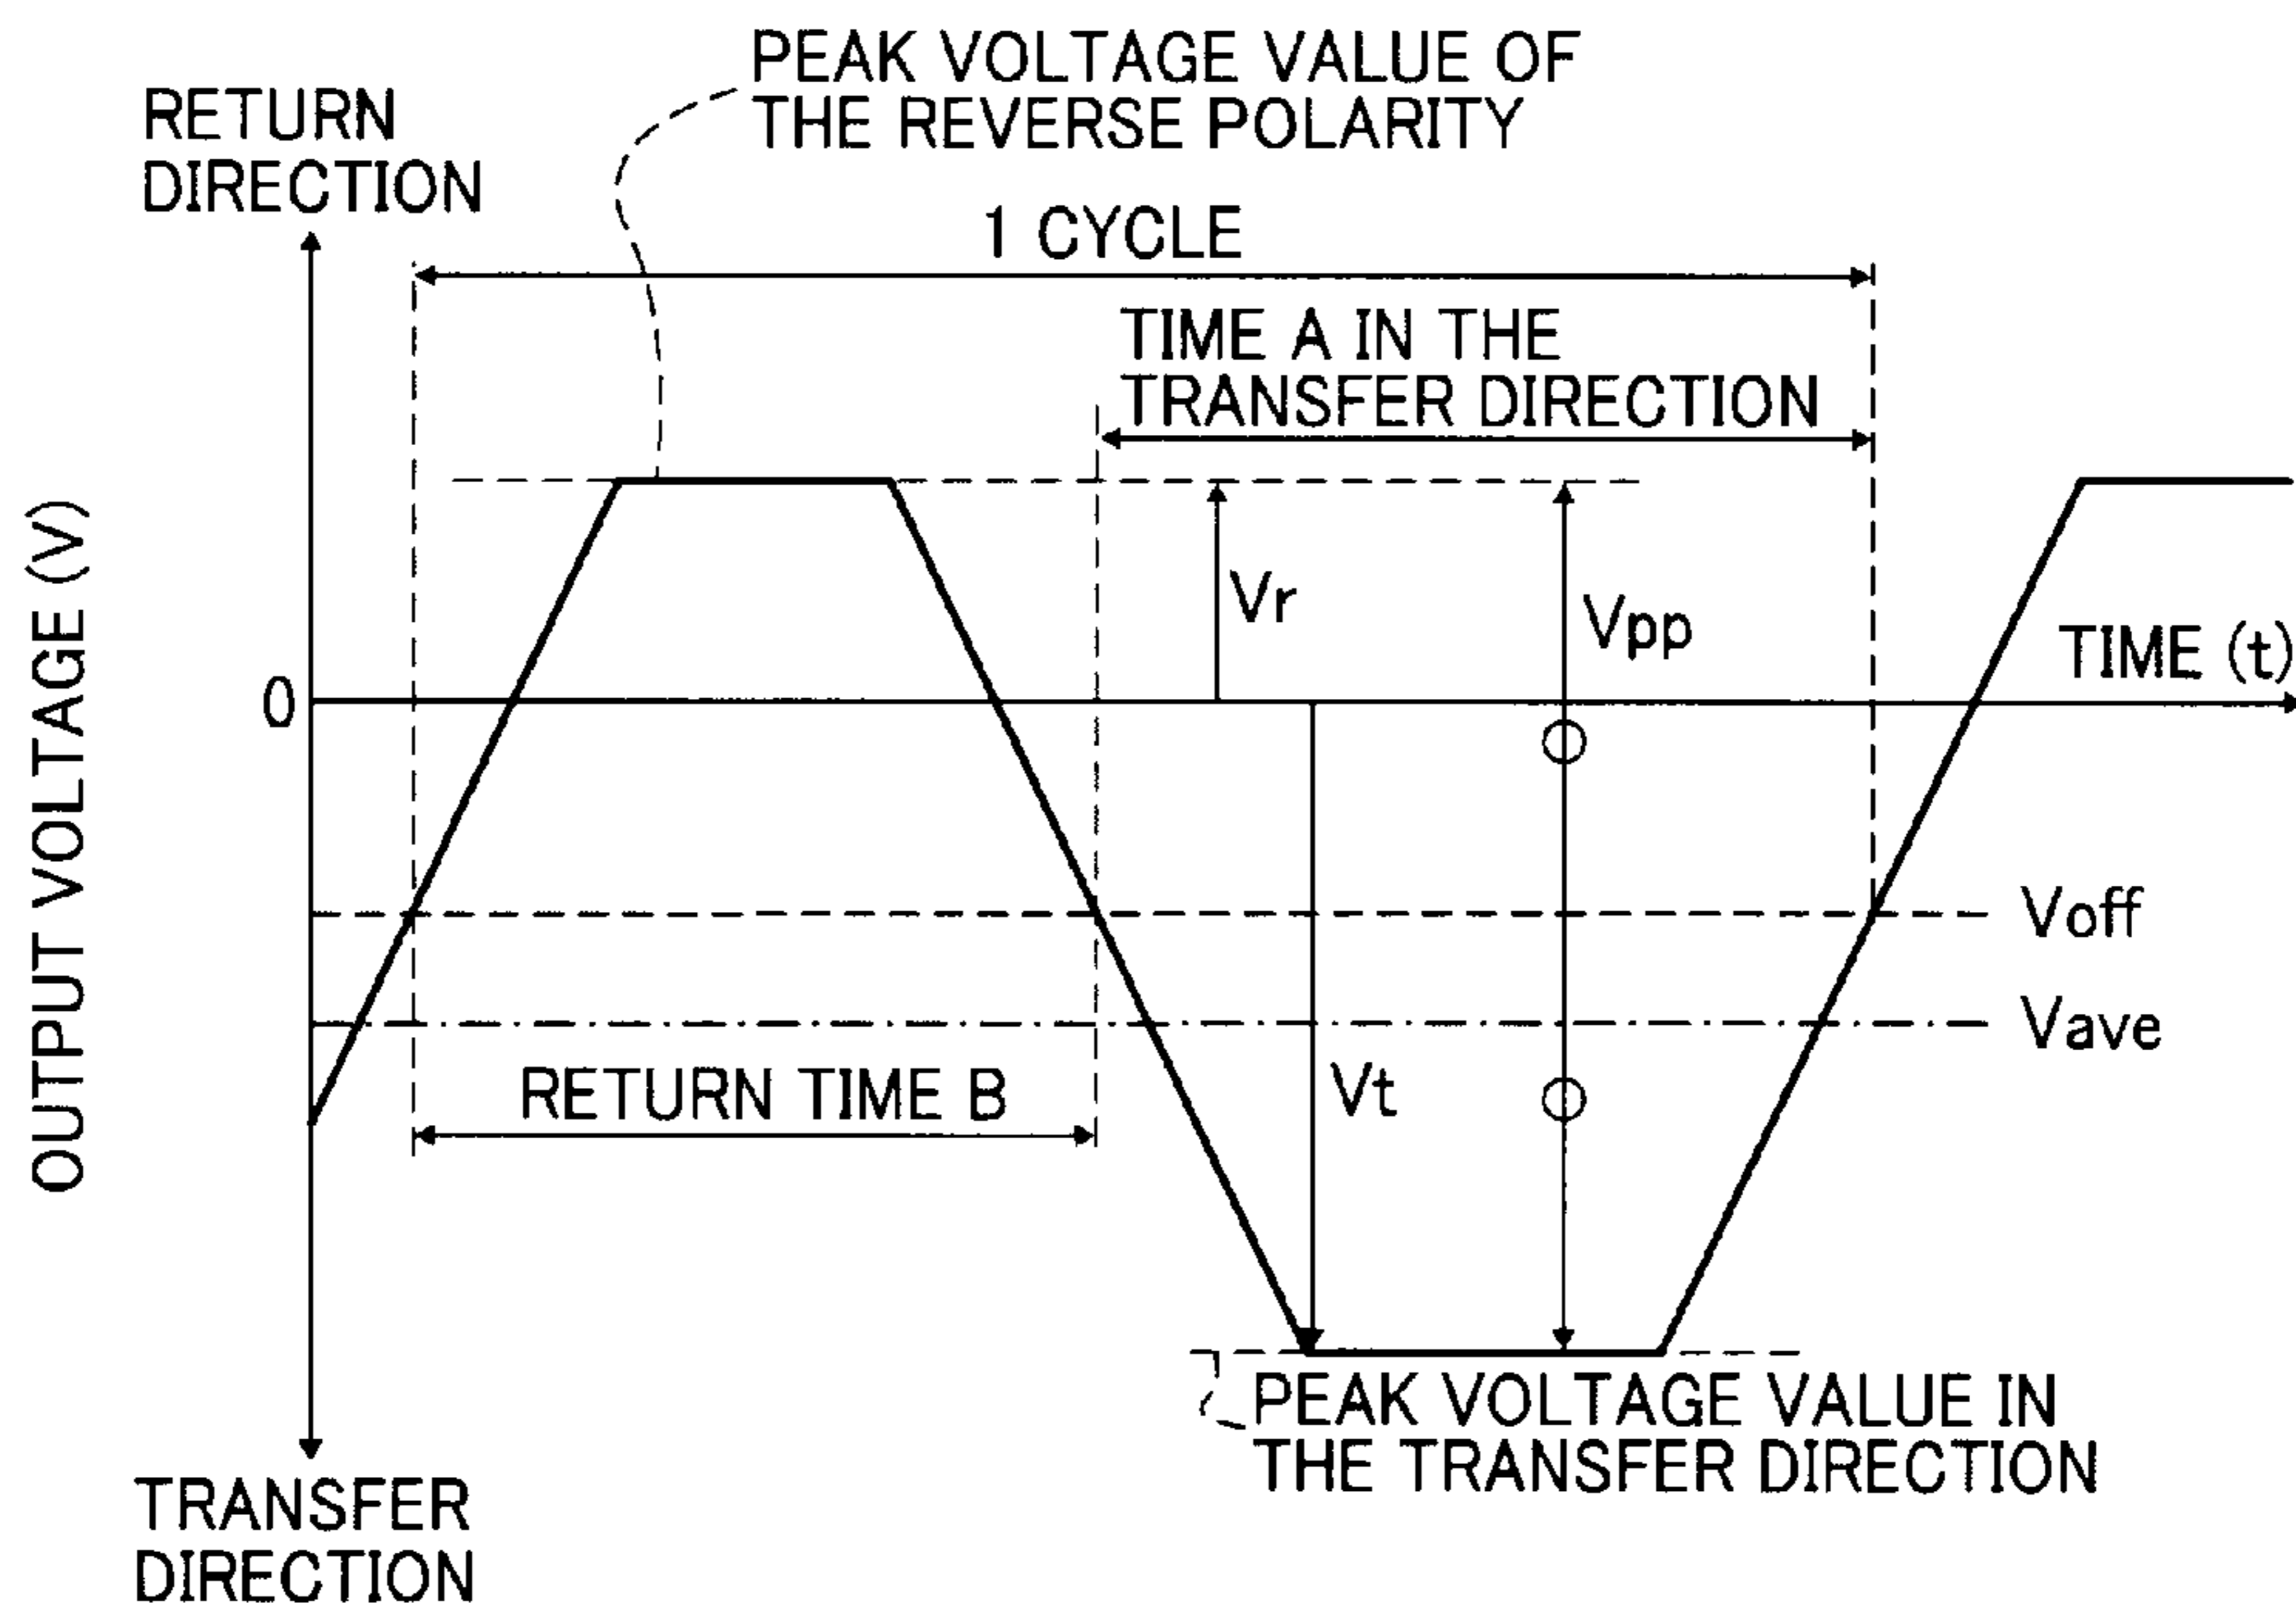 PEAK VOLTAGE VALUE OF
THE REVERSE POLARITY
RETURN
DIRECTION
1 CYCLE
TIME A IN THE
TRANSFER DIRECTION
OUTPUT VOLTAGE (V)
Vr
Vpp
TIME (t)
0
Voff
Vave
RETURN TIME B
Vt
PEAK VOLTAGE VALUE IN
THE TRANSFER DIRECTION
TRANSFER
DIRECTION